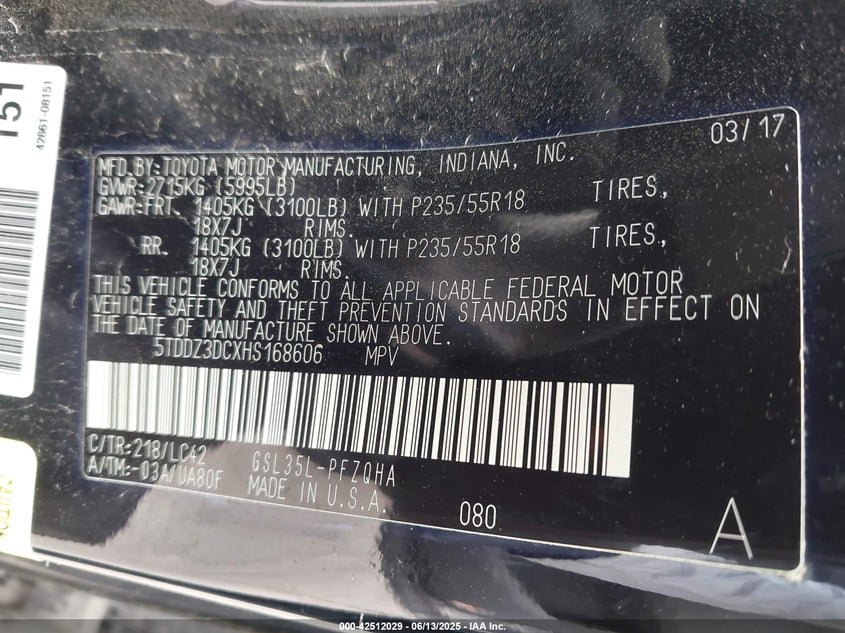 151
42661-08151
03/17
MFD.BY:TOYOTA MOTOR MANUFACTURING, INDIANA, INC.
GVWR:2715KG (5995LB)
GAWR:FRT. 1405KG (3100LB) WITH P235/55R18 TIRES,
18X7J RIMS.
RR. 1405KG (3100LB) WITH P235/55R18 TIRES,
18X7J RIMS.
THIS VEHICLE CONFORMS TO ALL APPLICABLE FEDERAL MOTOR
VEHICLE SAFETY AND THEFT PREVENTION STANDARDS IN EFFECT ON
THE DATE OF MANUFACTURE SHOWN ABOVE.
5TDDZ3DCXHS168606 MPV
C/TR:218/LC42 GSL35L-PFZQHA
A/TM:-03A/UA80F MADE IN U.S.A.
080
A
000-42512029 - 06/13/2025 - IAA Inc.